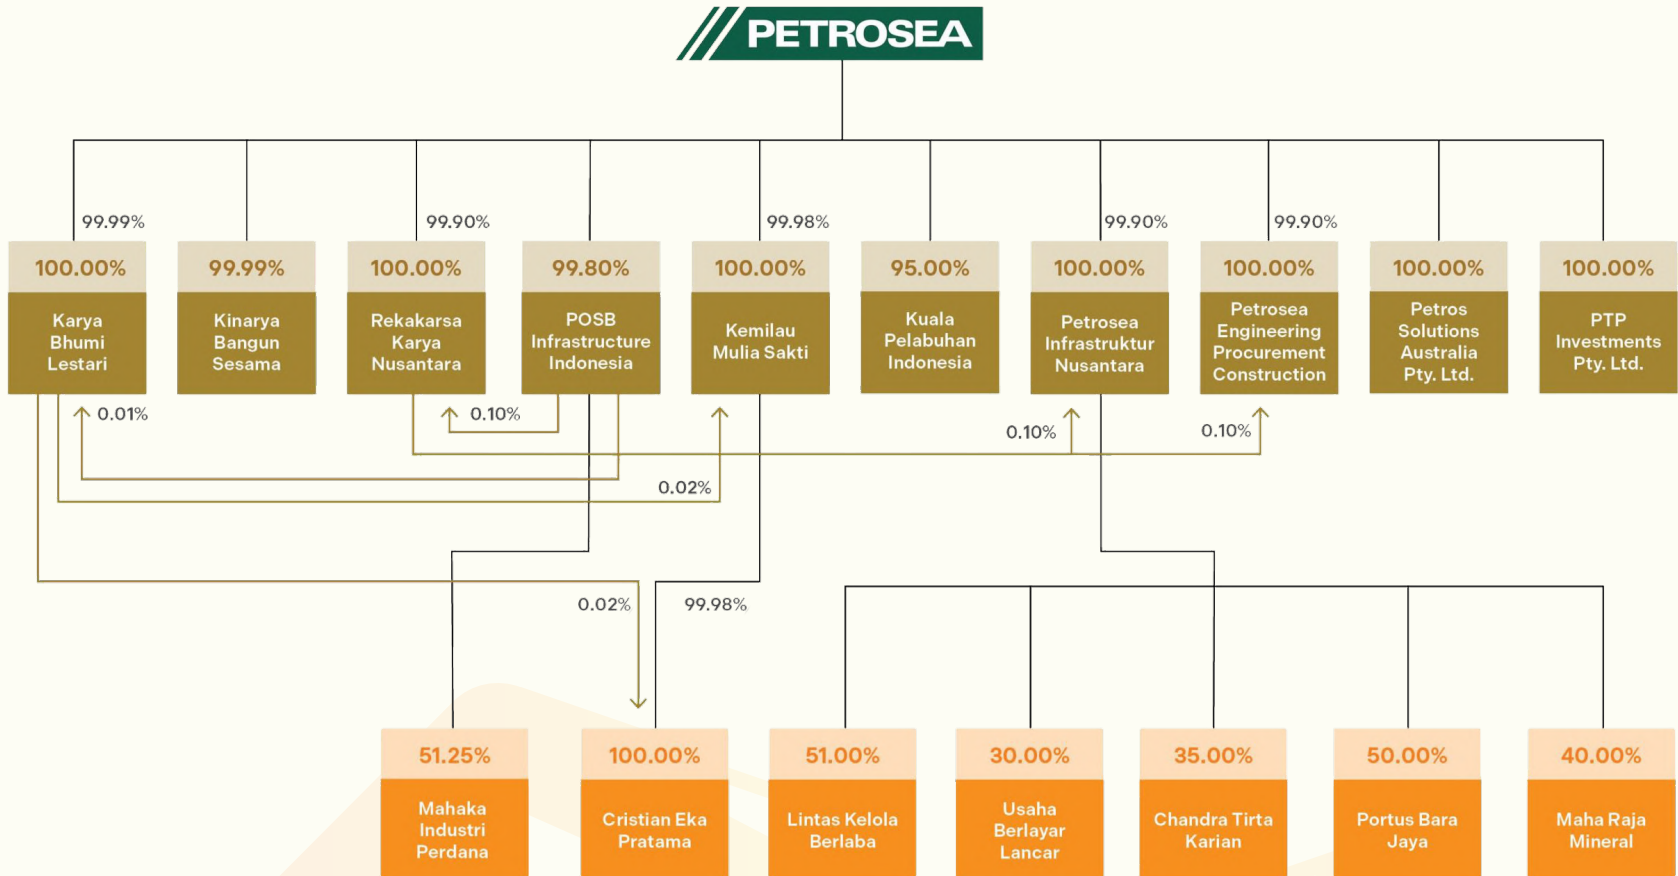 PETROSEA
99.99%
99.90%
99.98%
99.90%
99.90%
100.00%
99.99%
100.00%
99.80%
100.00%
95.00%
100.00%
100.00%
100.00%
100.00%
Karya
Bhumi
Lestari
Kinarya
Bangun
Sesama
Rekakarsa
Karya
Nusantara
POSB
Infrastructure
Indonesia
Kemilau
Mulia Sakti
Kuala
Pelabuhan
Indonesia
Petrosea
Infrastruktur
Nusantara
Petrosea
Engineering
Procurement
Construction
Petros
Solutions
Australia
Pty. Ltd.
PTP
Investments
Pty. Ltd.
0.01%
0.10%
0.10%
0.10%
0.02%
0.02%
99.98%
51.25%
100.00%
51.00%
30.00%
35.00%
50.00%
40.00%
Mahaka
Industri
Perdana
Cristian Eka
Pratama
Lintas Kelola
Berlaba
Usaha
Berlayar
Lancar
Chandra Tirta
Karian
Portus Bara
Jaya
Maha Raja
Mineral